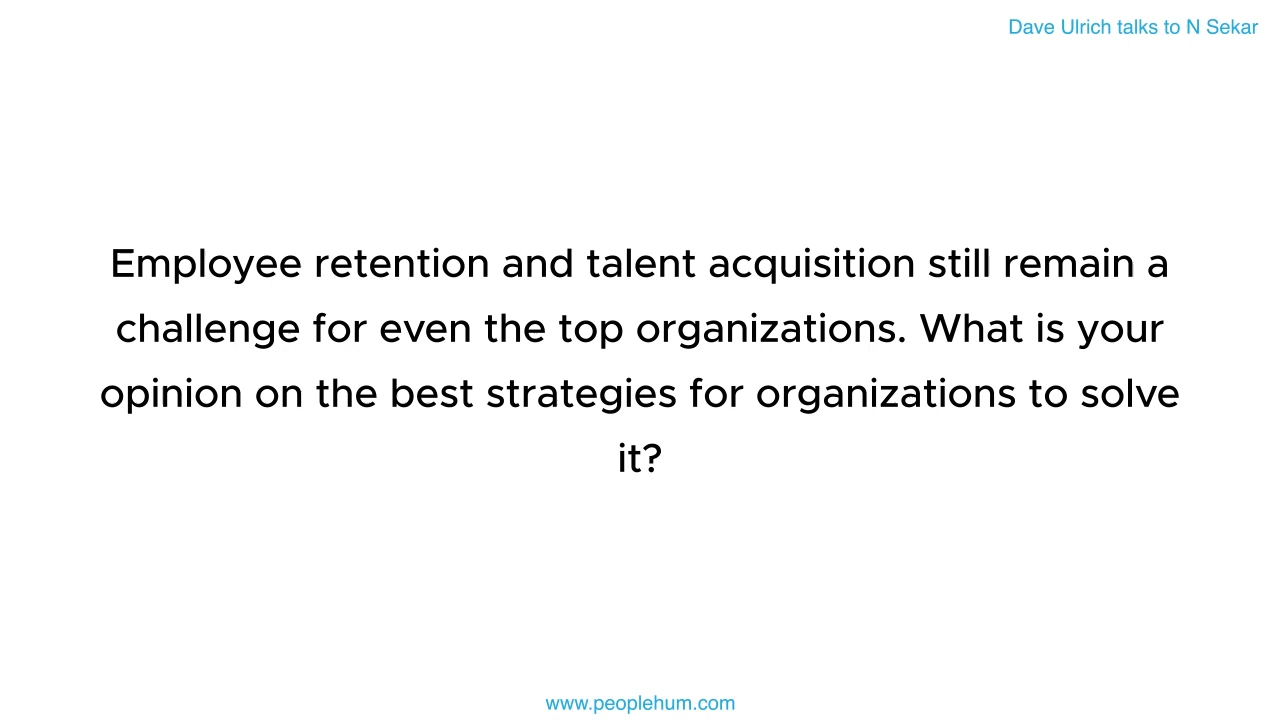 Dave Ulrich talks to N Sekar
Employee retention and talent acquisition still remain a
challenge for even the top organizations. What is your
opinion on the best strategies for organizations to solve
it?
www.peoplehum.com